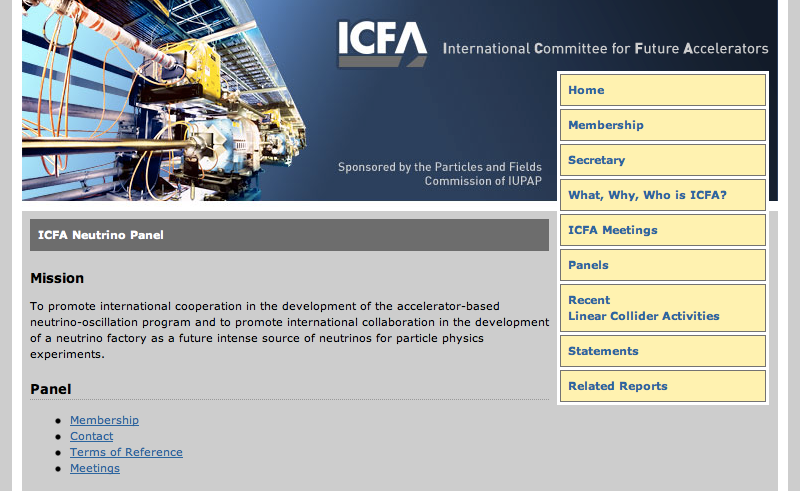 ICFA International Committee for Future Accelerators
Sponsored by the Particles and Fields
Commission of IUPAP
Home
Membership
Secretary
What, Why, Who is ICFA?
ICFA Meetings
Panels
Recent
Linear Collider Activities
Statements
Related Reports
ICFA Neutrino Panel
Mission
To promote international cooperation in the development of the accelerator-based
neutrino-oscillation program and to promote international collaboration in the development
of a neutrino factory as a future intense source of neutrinos for particle physics
experiments.
Panel
Membership
Contact
Terms of Reference
Meetings